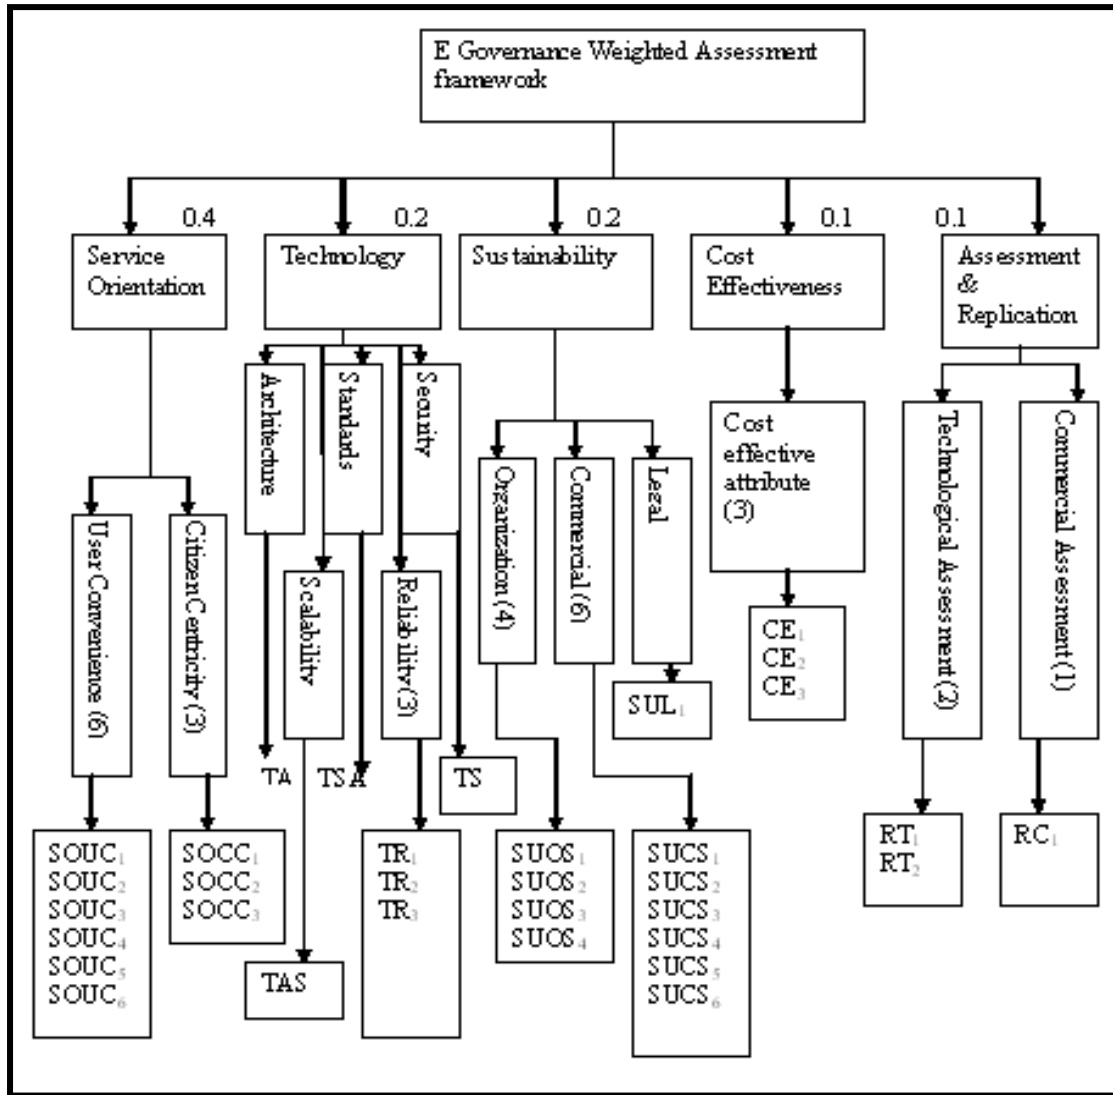 E Governance Weighted Assessment
framework
0.4
0.2
0.2
0.1
0.1
Service
Orientation
Technology
Sustainability
Cost
Effectiveness
Assessment
&
Replication
Architecture
Standards
Security
Scalability
Reliability (3)
User Convenience (6)
Citizen Centricity (3)
Organization (4)
Commercial (6)
Legal
Cost
effective
attribute
(3)
Technological Assessment (2)
Commercial Assessment (1)
TA
TSA
TS
SUL1
CE1
CE2
CE3
SOUC1
SOUC2
SOUC3
SOUC4
SOUC5
SOUC6
SOCC1
SOCC2
SOCC3
TAS
TR1
TR2
TR3
SUOS1
SUOS2
SUOS3
SUOS4
SUCS1
SUCS2
SUCS3
SUCS4
SUCS5
SUCS6
RT1
RT2
RC1